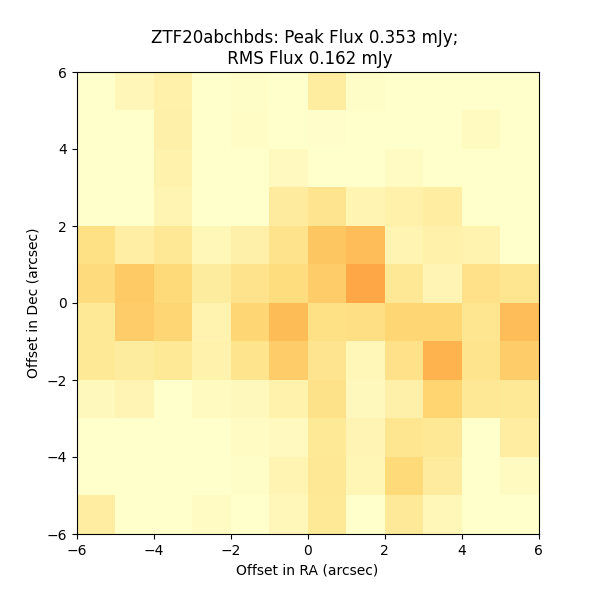 ZTF20abchbds: Peak Flux 0.353 mJy;
RMS Flux 0.162 mJy
6
4
2
0
−2
−4
−6
Offset in Dec (arcsec)
−6 −4 −2 0 2 4 6
Offset in RA (arcsec)